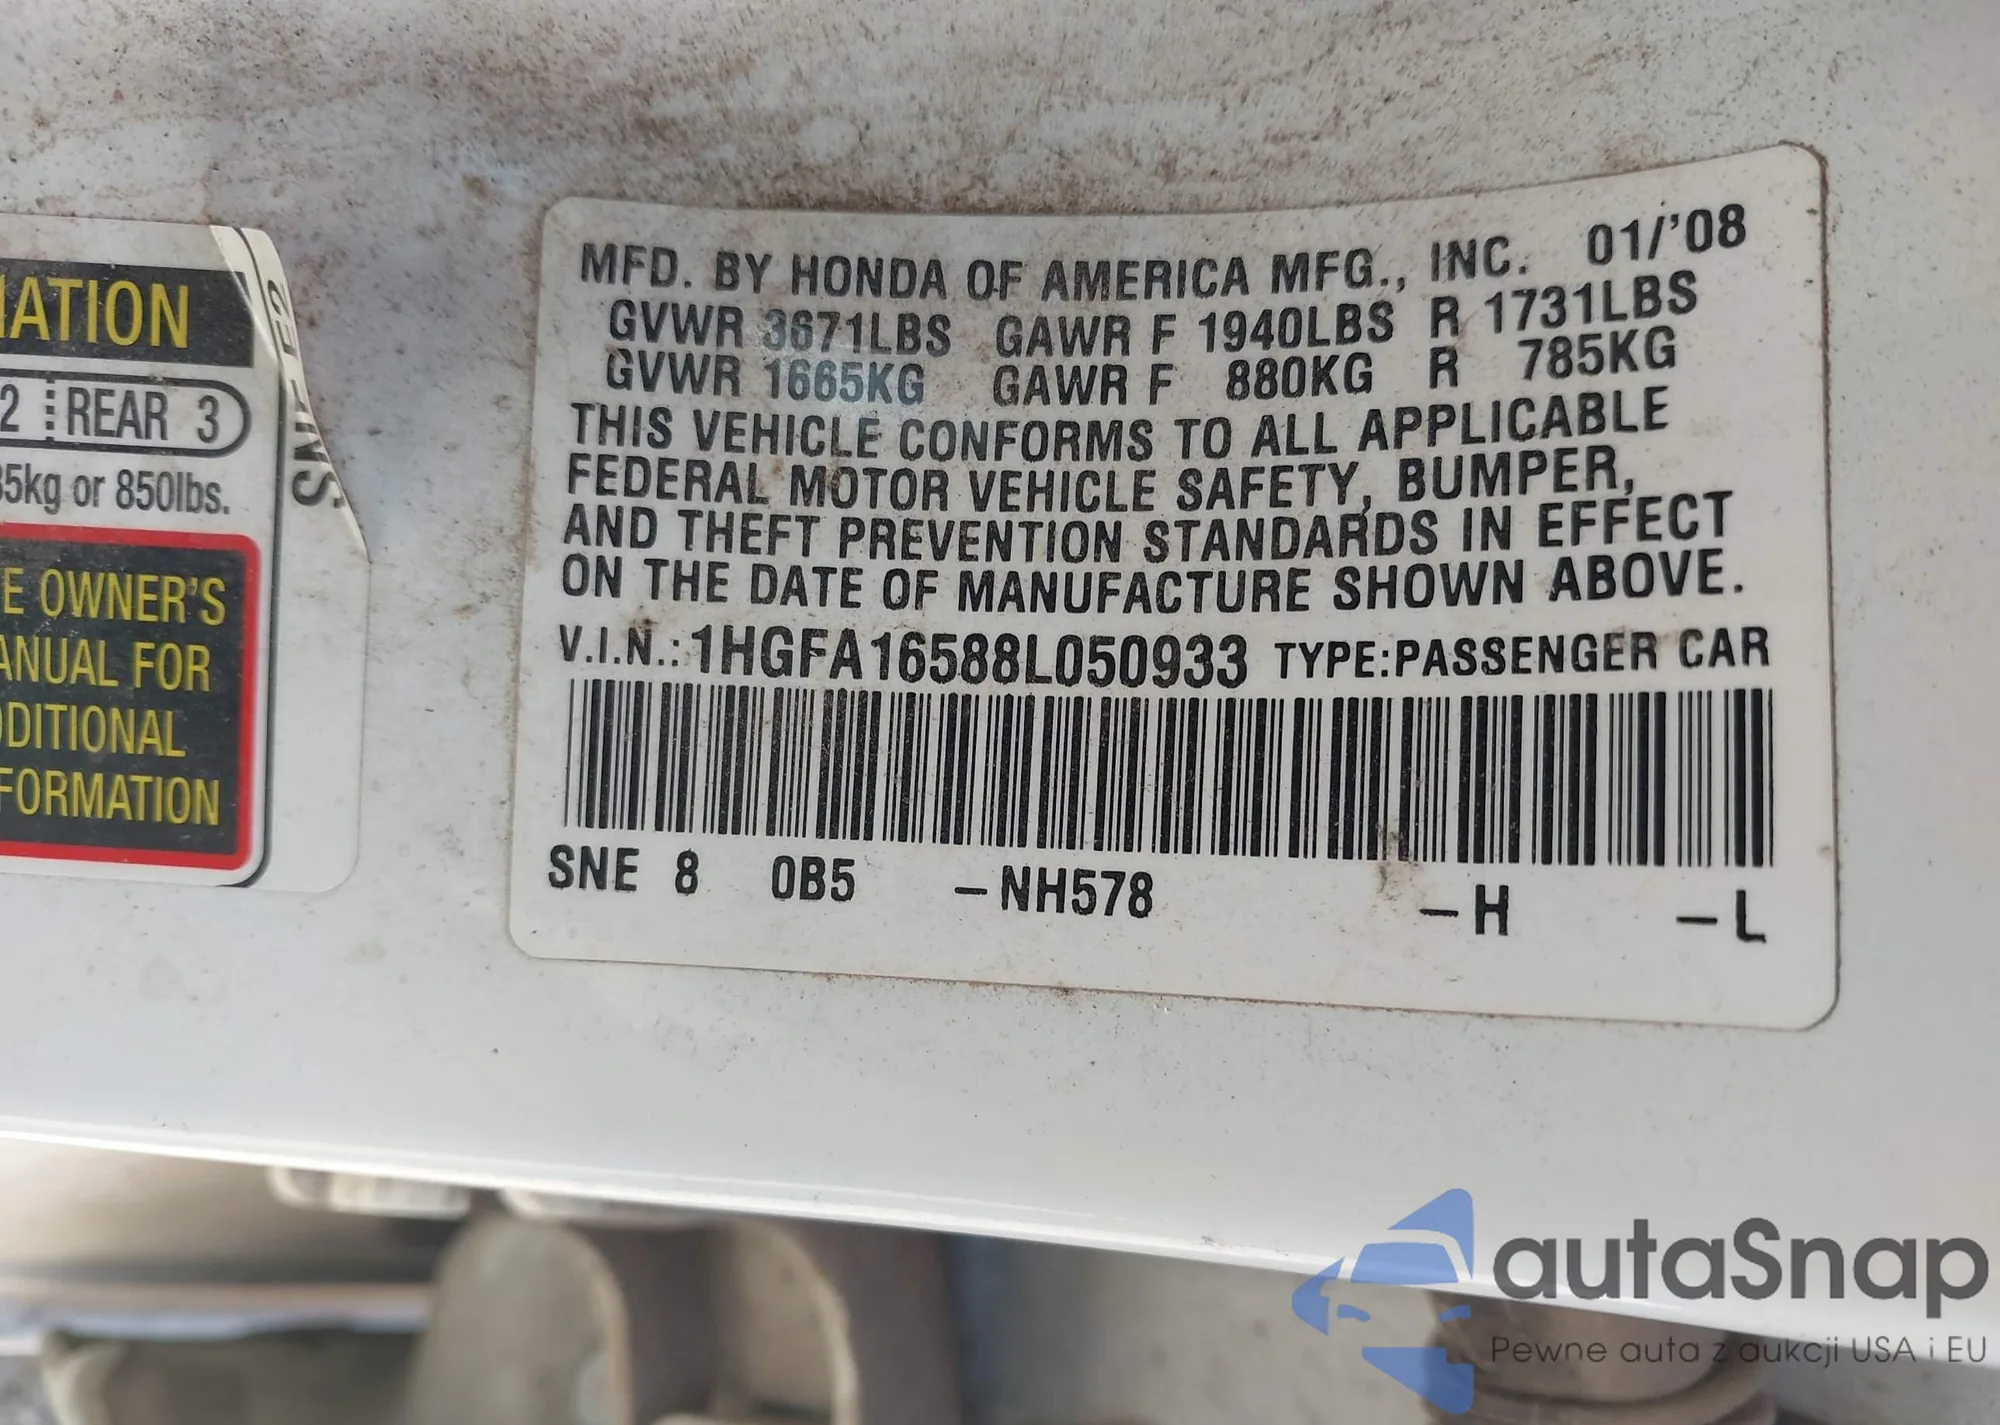 MFD. BY HONDA OF AMERICA MFG., INC. 01/'08
GVWR 3671LBS GAWR F 1940LBS R 1731LBS
GVWR 1665KG GAWR F 880KG R 785KG
THIS VEHICLE CONFORMS TO ALL APPLICABLE
FEDERAL MOTOR VEHICLE SAFETY, BUMPER,
AND THEFT PREVENTION STANDARDS IN EFFECT
ON THE DATE OF MANUFACTURE SHOWN ABOVE.
V.I.N.: 1HGFA16588L050933 TYPE:PASSENGER CAR
SNE 8 0B5 –NH578 –H –L
2 REAR 3
5kg or 850lbs.
E OWNER'S
ANUAL FOR
DDITIONAL
FORMATION
autaSnap
Pewne auta z aukcji USA i EU